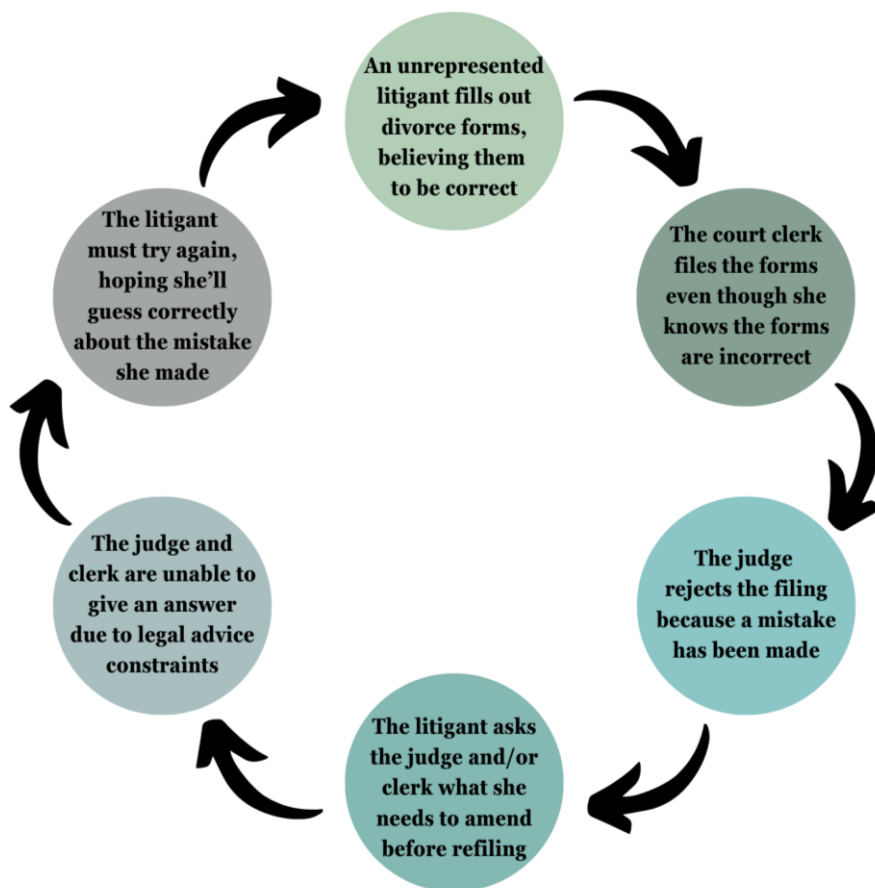 An unrepresented
litigant fills out
divorce forms,
believing them
to be correct
The court clerk
files the forms
even though she
knows the forms
are incorrect
The judge
rejects the filing
because a mistake
has been made
The litigant asks
the judge and/or
clerk what she
needs to amend
before refiling
The judge and
clerk are unable to
give an answer
due to legal advice
constraints
The litigant
must try again,
hoping she’ll
guess correctly
about the mistake
she made